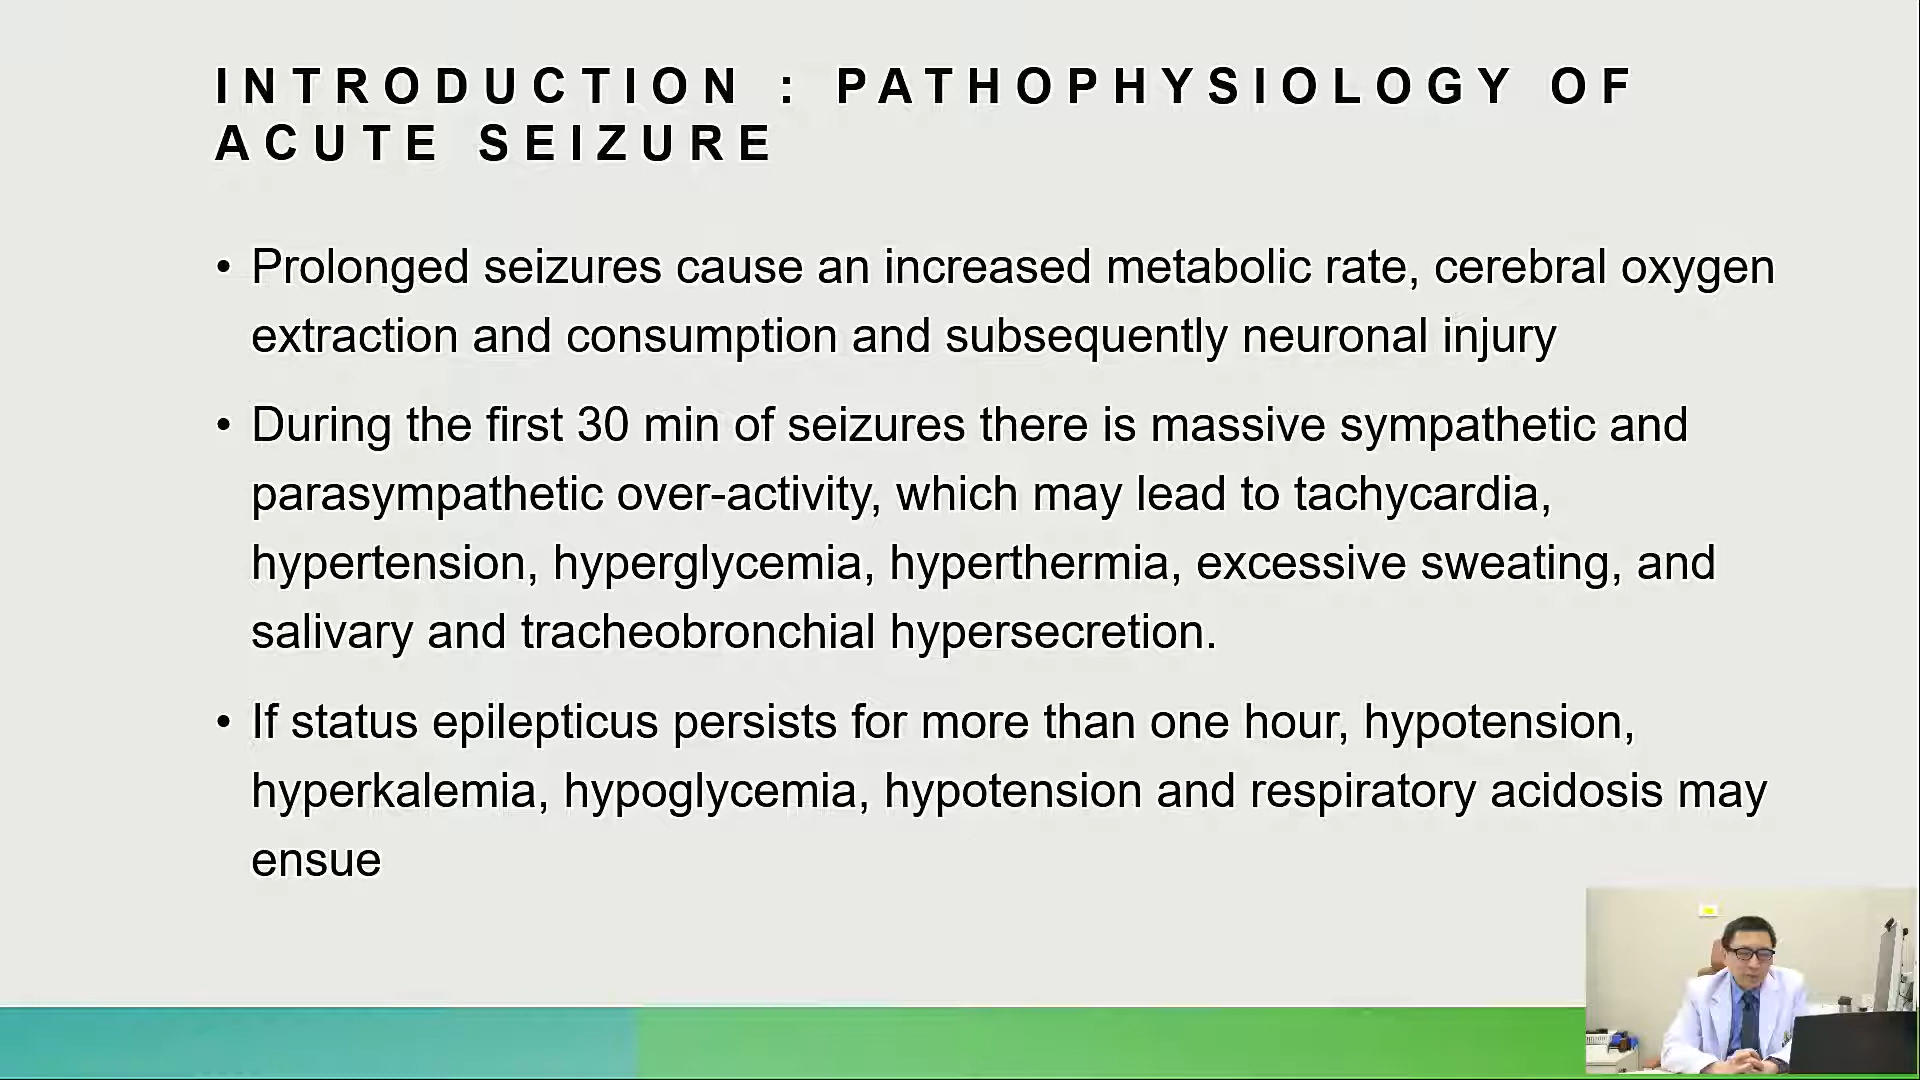 INTRODUCTION : PATHOPHYSIOLOGY OF
ACUTE SEIZURE
• Prolonged seizures cause an increased metabolic rate, cerebral oxygen
extraction and consumption and subsequently neuronal injury
• During the first 30 min of seizures there is massive sympathetic and
parasympathetic over-activity, which may lead to tachycardia,
hypertension, hyperglycemia, hyperthermia, excessive sweating, and
salivary and tracheobronchial hypersecretion.
• If status epilepticus persists for more than one hour, hypotension,
hyperkalemia, hypoglycemia, hypotension and respiratory acidosis may
ensue